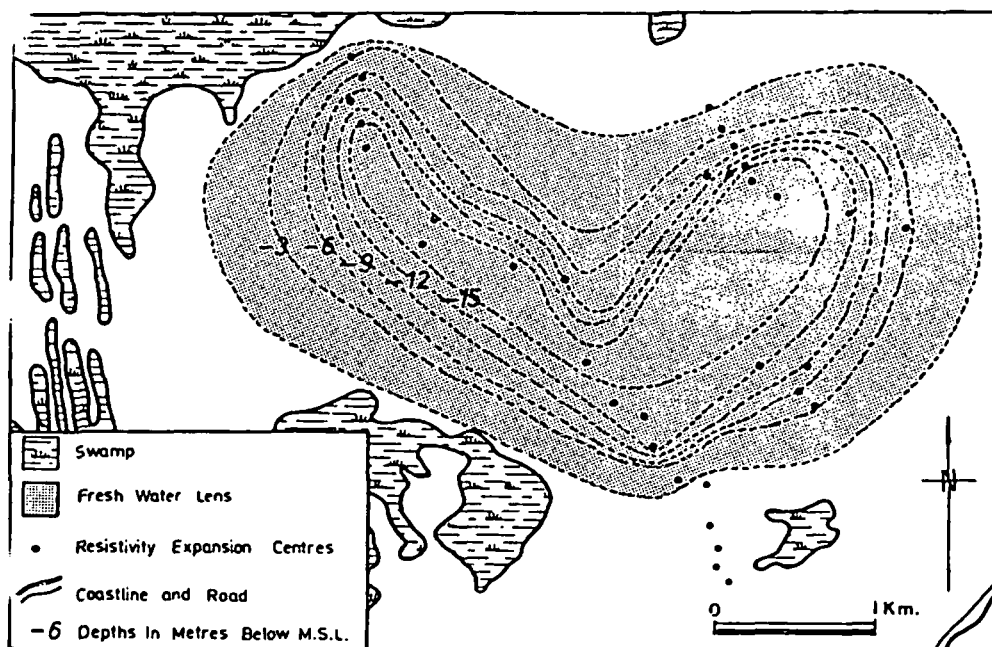 -3 -6 -9 -12 -15
Swamp
Fresh Water Lens
Resistivity Expansion Centres
Coastline and Road
-6 Depths In Metres Below M.S.L.
N
0 1 Km.